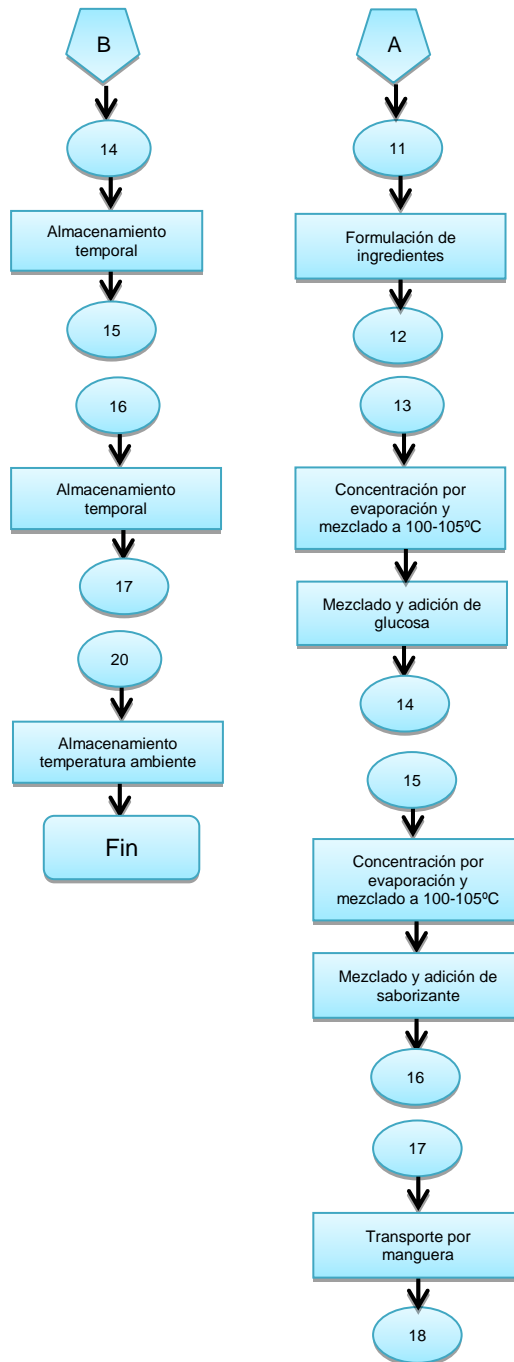 B
14
Almacenamiento
temporal
15
16
Almacenamiento
temporal
17
20
Almacenamiento
temperatura ambiente
Fin
A
11
Formulación de
ingredientes
12
13
Concentración por
evaporación y
mezclado a 100-105ºC
Mezclado y adición de
glucosa
14
15
Concentración por
evaporación y
mezclado a 100-105ºC
Mezclado y adición de
saborizante
16
17
Transporte por
manguera
18